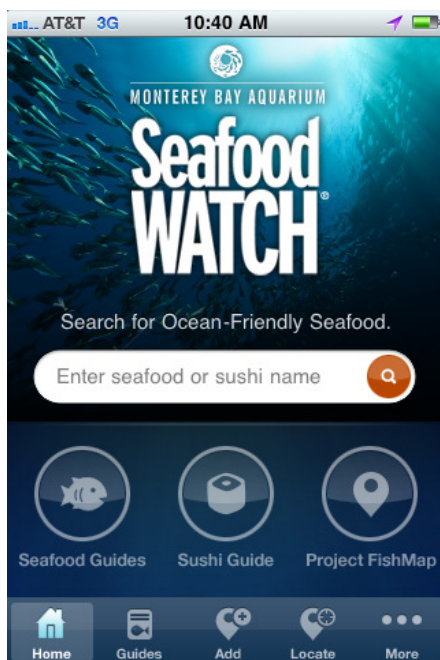 AT&T 3G 10:40 AM
MONTEREY BAY AQUARIUM
Seafood
WATCH®
Search for Ocean-Friendly Seafood.
Enter seafood or sushi name
Seafood Guides Sushi Guide Project FishMap
Home Guides Add Locate More